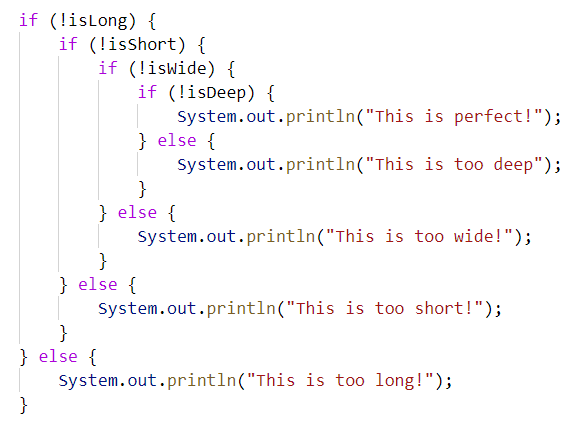 if (!isLong) {
    if (!isShort) {
        if (!isWide) {
            if (!isDeep) {
                System.out.println("This is perfect!");
            } else {
                System.out.println("This is too deep");
            }
        } else {
            System.out.println("This is too wide!");
        }
    } else {
        System.out.println("This is too short!");
    }
} else {
    System.out.println("This is too long!");
}